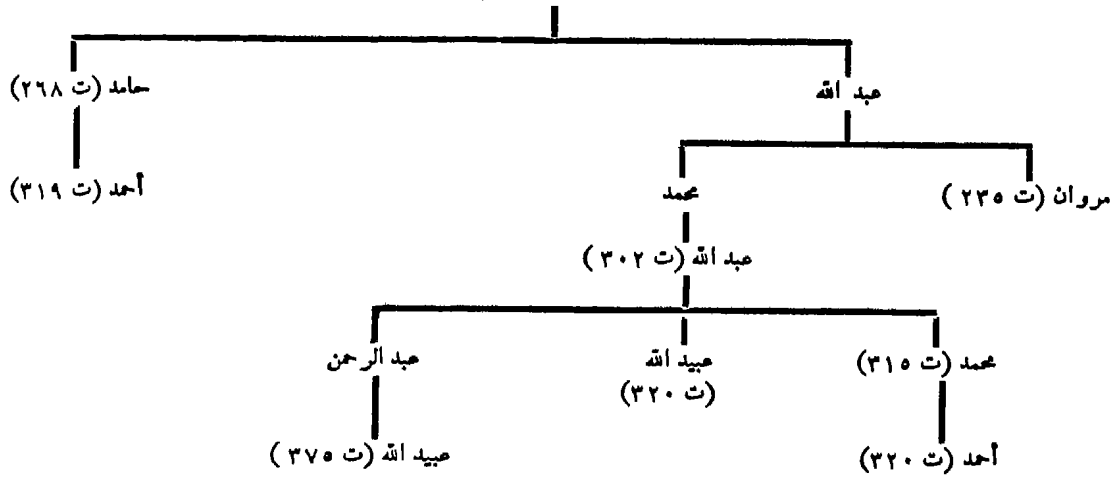 عبد الله
حامد (ت ٢٦٨)
مروان (ت ٢٣٥ )
محمد
أحمد (ت ٣١٩)
عبد الله (ت ٣٠٢ )
محمد (ت ٣١٥)
عبيد الله
(ت ٣٢٠)
عبد الرحمن
أحمد (ت ٣٢٠)
عبيد الله (ت ٣٧٥ )